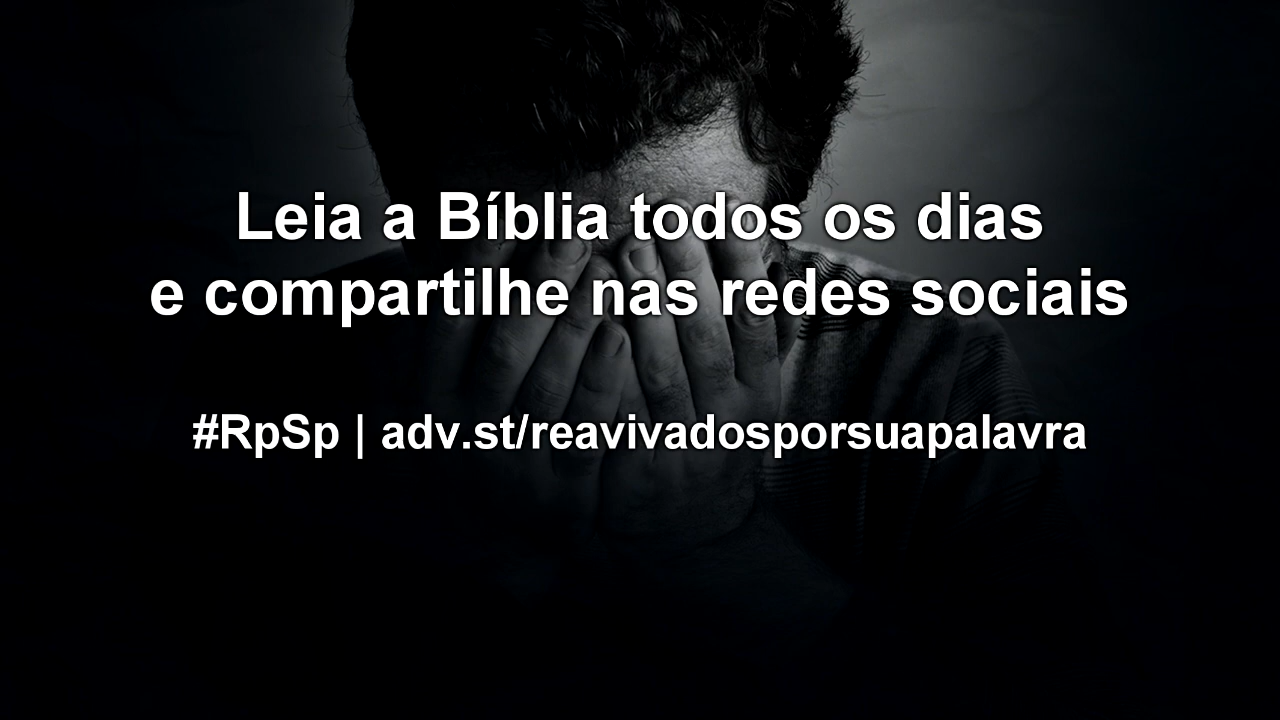 Leia a Bíblia todos os dias
e compartilhe nas redes sociais
#RpSp | adv.st/reavivadosporsuapalavra